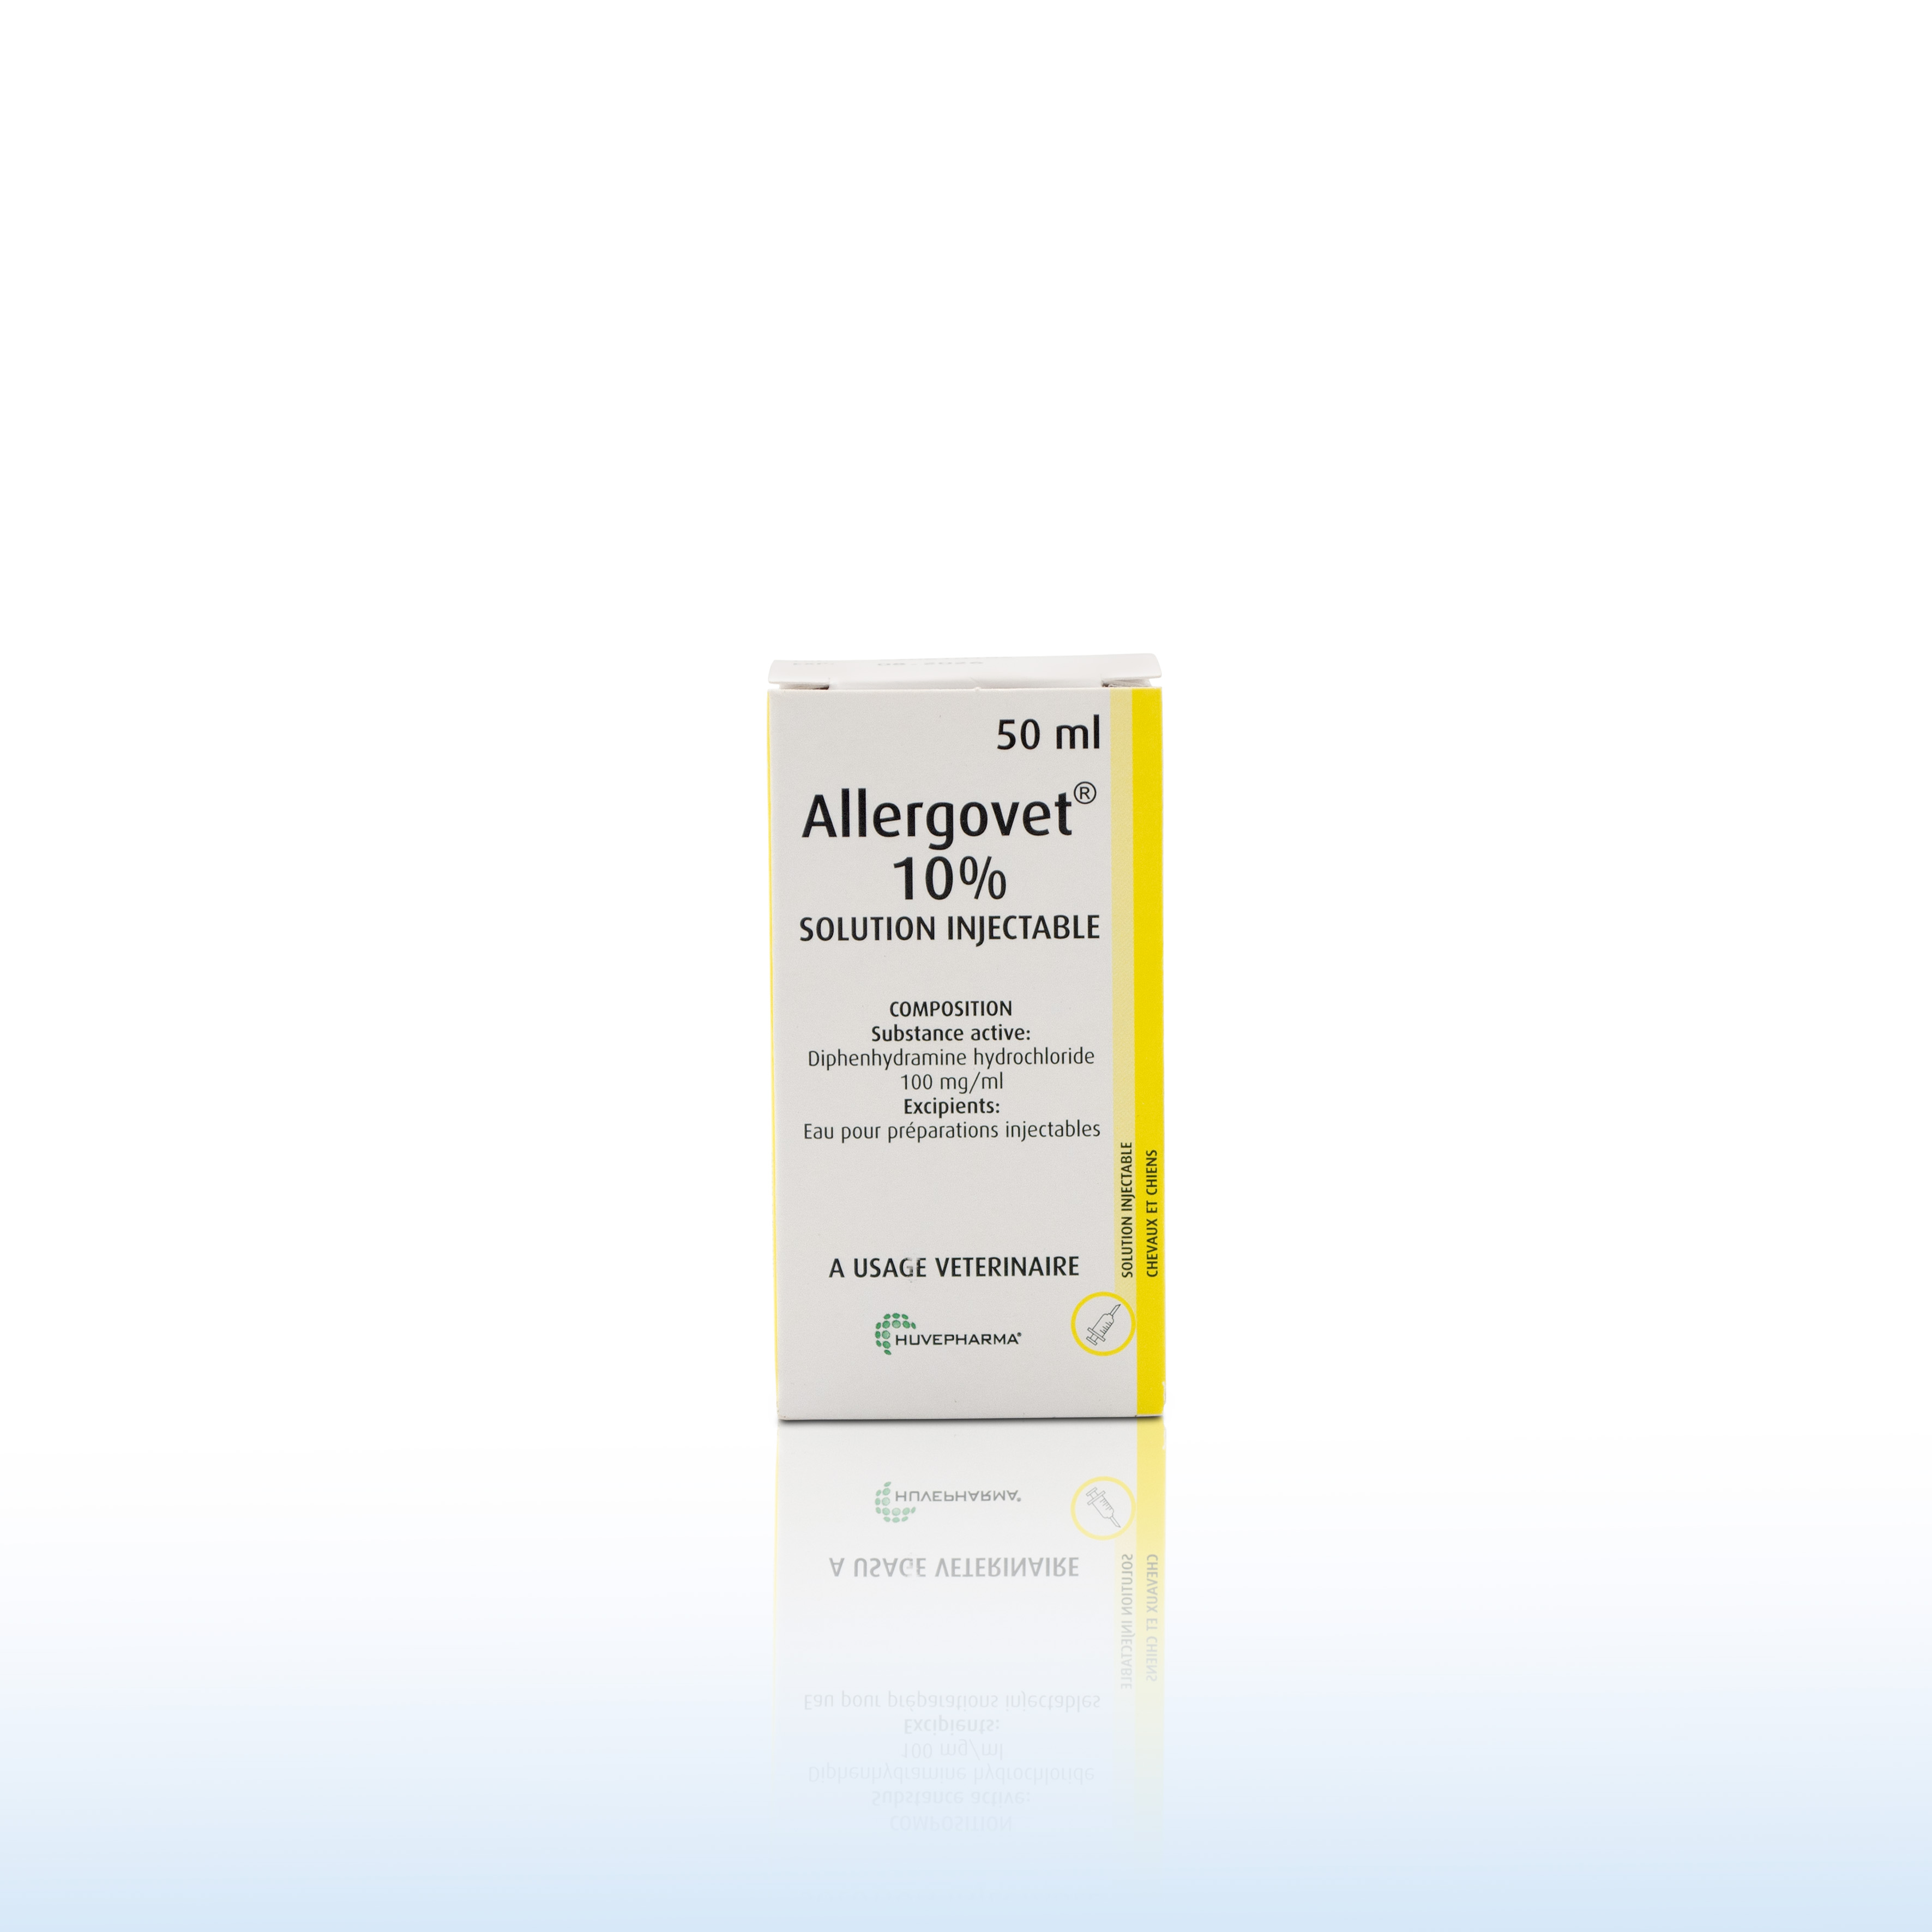 50 ml
Allergovet®
10%
SOLUTION INJECTABLE
COMPOSITION
Substance active:
Diphenhydramine hydrochloride
100 mg/ml
Excipients:
Eau pour préparations injectables
A USAGE VETERINAIRE
HUVEPHARMA®
SOLUTION INJECTABLE
CHEVAUX ET CHIENS